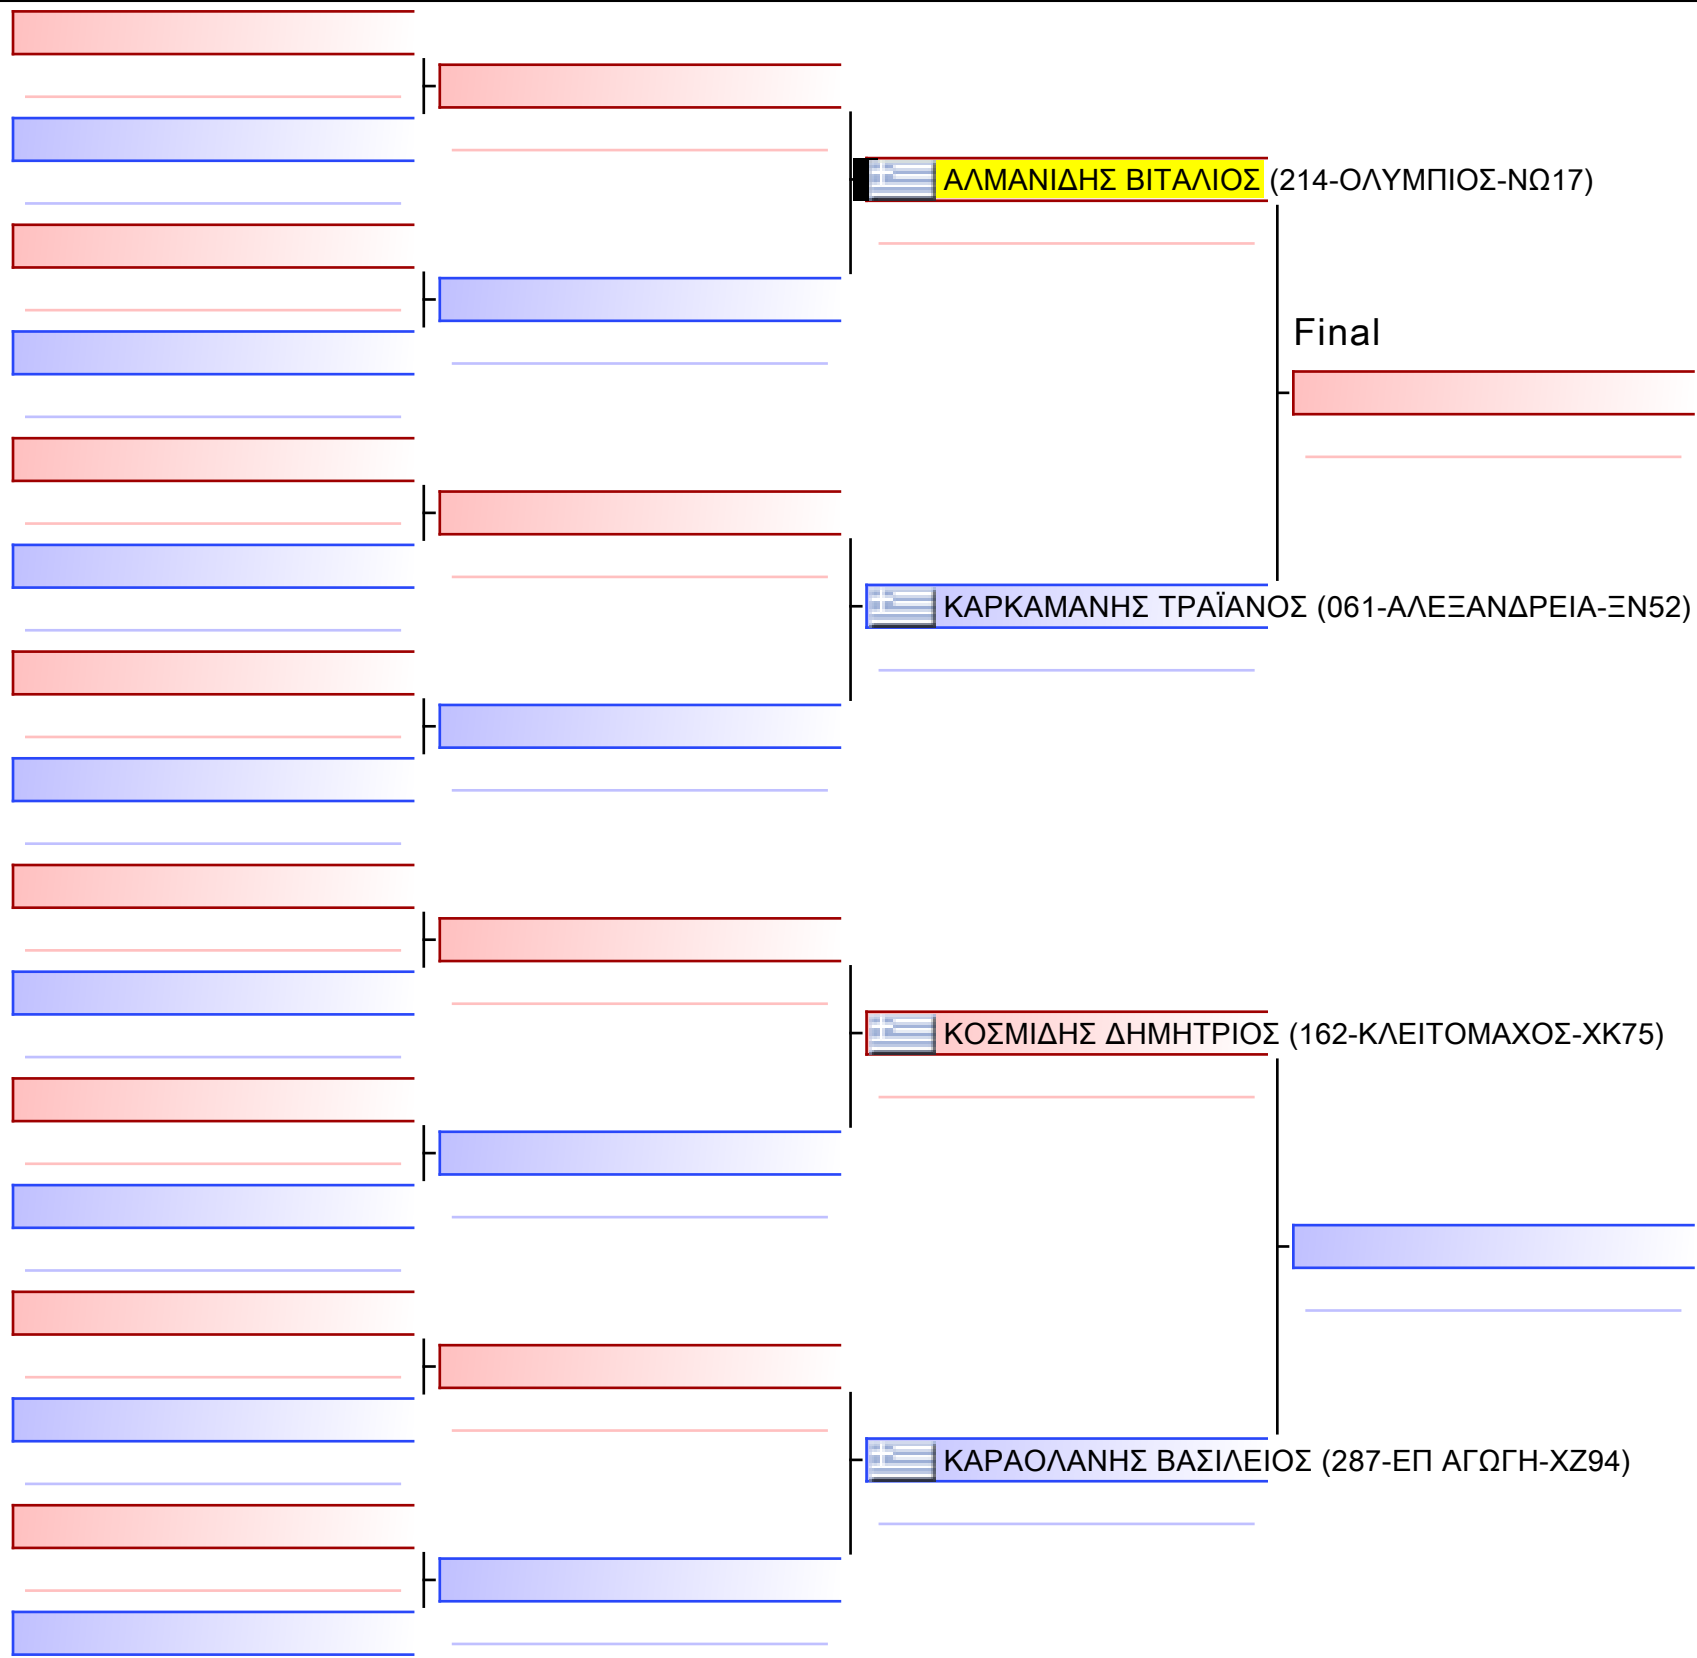 ΑΛΜΑΝΙΔΗΣ ΒΙΤΑΛΙΟΣ (214-ΟΛΥΜΠΙΟΣ-ΝΩ17)
Final
ΚΑΡΚΑΜΑΝΗΣ ΤΡΑΪΑΝΟΣ (061-ΑΛΕΞΑΝΔΡΕΙΑ-ΞΝ52)
ΚΟΣΜΙΔΗΣ ΔΗΜΗΤΡΙΟΣ (162-ΚΛΕΙΤΟΜΑΧΟΣ-ΧΚ75)
ΚΑΡΑΟΛΑΝΗΣ ΒΑΣΙΛΕΙΟΣ (287-ΕΠ ΑΓΩΓΗ-ΧΖ94)